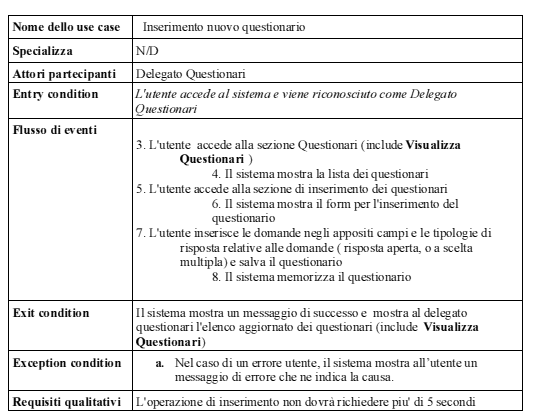 Nome dello use case
Inserimento nuovo questionario
Specializza
N/D
Attori partecipanti
Delegato Questionari
Entry condition
L'utente accede al sistema e viene riconosciuto come Delegato
Questionari
Flusso di eventi
3. L'utente accede alla sezione Questionari (include Visualizza
Questionari )
4. Il sistema mostra la lista dei questionari
5. L'utente accede alla sezione di inserimento dei questionari
6. Il sistema mostra il form per l'inserimento del
questionario
7. L'utente inserisce le domande negli appositi campi e le tipologie di
risposta relative alle domande ( risposta aperta, o a scelta
multipla) e salva il questionario
8. Il sistema memorizza il questionario
Exit condition
Il sistema mostra un messaggio di successo e mostra al delegato
questionari l'elenco aggiornato dei questionari (include Visualizza
Questionari)
Exception condition
a. Nel caso di un errore utente, il sistema mostra all'utente un
messaggio di errore che ne indica la causa.
Requisiti qualitativi
L'operazione di inserimento non dovrà richiedere piu' di 5 secondi